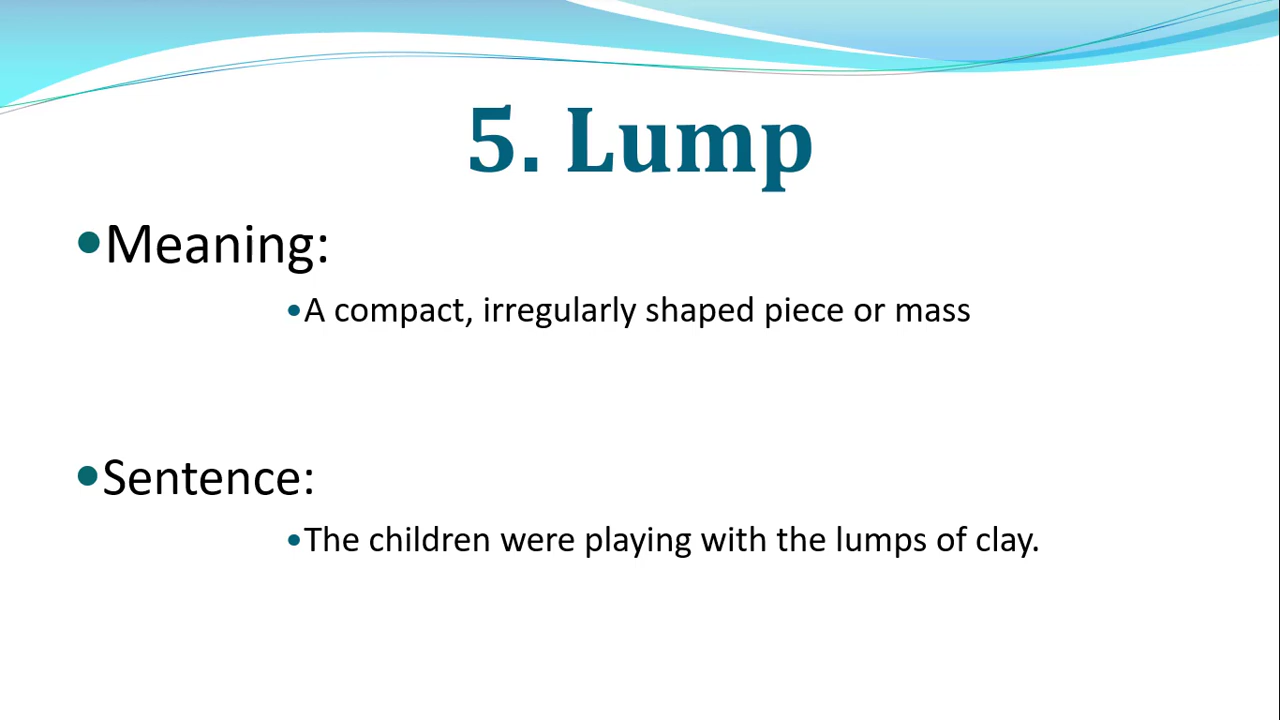 5. Lump
•Meaning:
•A compact, irregularly shaped piece or mass
•Sentence:
•The children were playing with the lumps of clay.